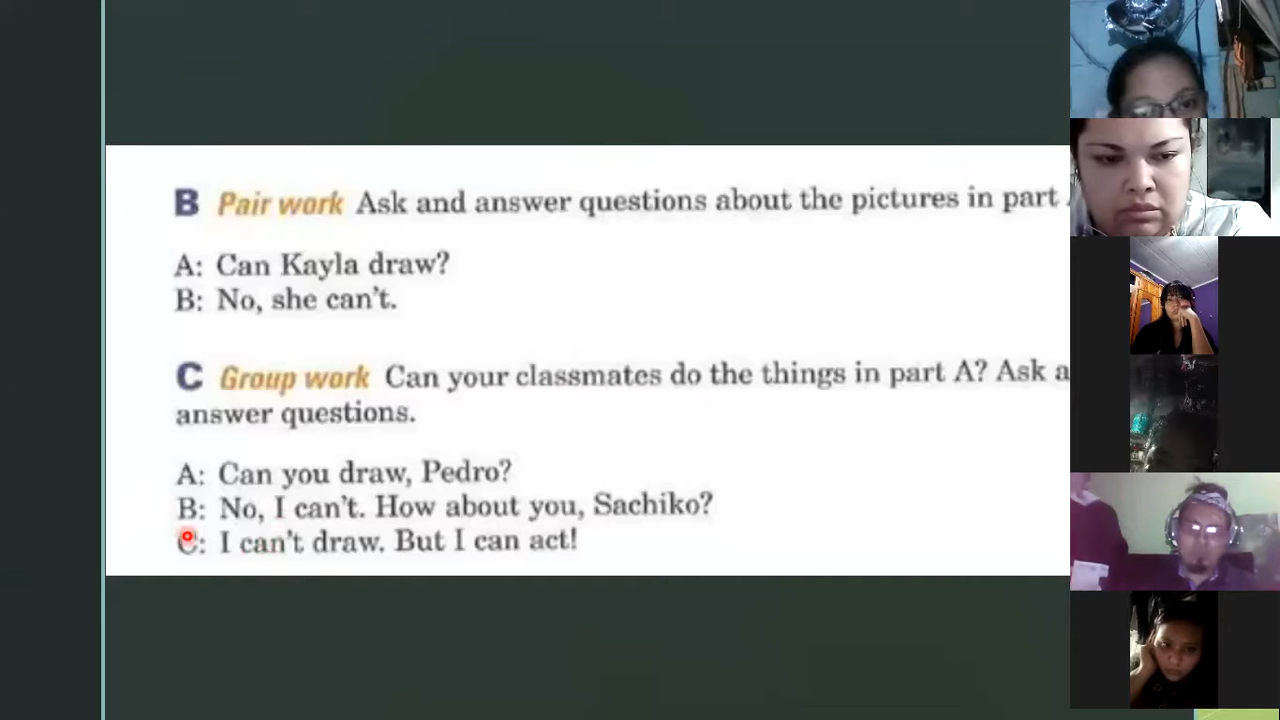 B Pair work Ask and answer questions about the pictures in part
A: Can Kayla draw?
B: No, she can't.
C Group work Can your classmates do the things in part A? Ask a
answer questions.
A: Can you draw, Pedro?
B: No, I can't. How about you, Sachiko?
C: I can't draw. But I can act!